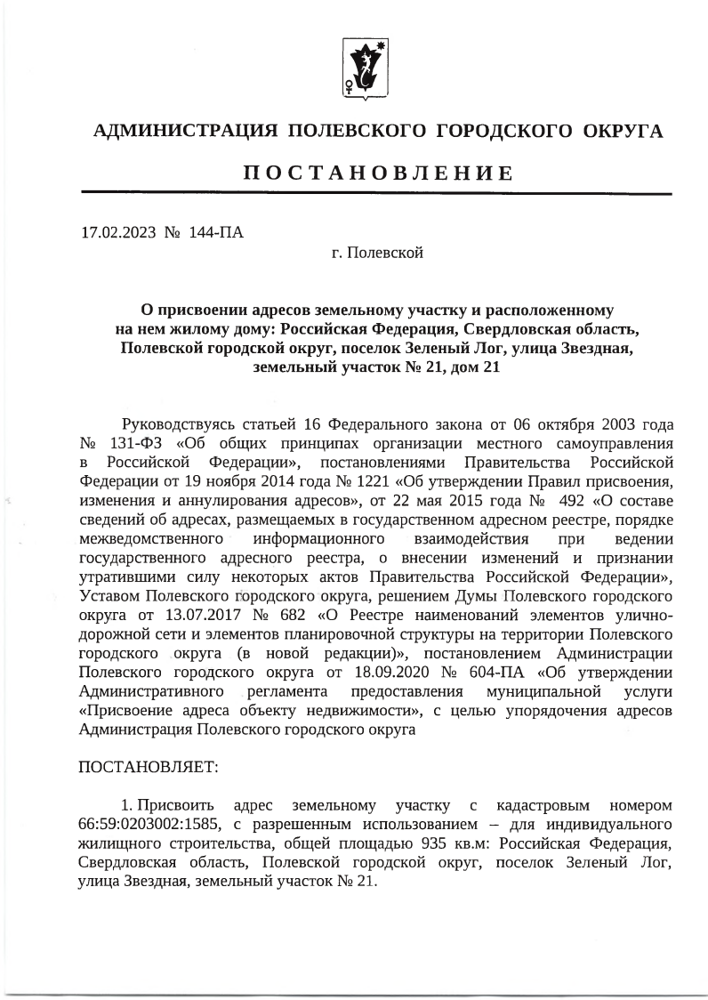 АДМИНИСТРАЦИЯ ПОЛЕВСКОГО ГОРОДСКОГО ОКРУГА
ПОСТАНОВЛЕНИЕ
17.02.2023 № 144-ПА
г. Полевской
О присвоении адресов земельному участку и расположенному
на нем жилому дому: Российская Федерация, Свердловская область,
Полевской городской округ, поселок Зеленый Лог, улица Звездная,
земельный участок № 21, дом 21
Руководствуясь статьей 16 Федерального закона от 06 октября 2003 года
№ 131-ФЗ «Об общих принципах организации местного самоуправления
в Российской Федерации», постановлениями Правительства Российской
Федерации от 19 ноября 2014 года № 1221 «Об утверждении Правил присвоения,
изменения и аннулирования адресов», от 22 мая 2015 года № 492 «О составе
сведений об адресах, размещаемых в государственном адресном реестре, порядке
межведомственного информационного взаимодействия при ведении
государственного адресного реестра, о внесении изменений и признании
утратившими силу некоторых актов Правительства Российской Федерации»,
Уставом Полевского городского округа, решением Думы Полевского городского
округа от 13.07.2017 № 682 «О Реестре наименований элементов улично-
дорожной сети и элементов планировочной структуры на территории Полевского
городского округа (в новой редакции)», постановлением Администрации
Полевского городского округа от 18.09.2020 № 604-ПА «Об утверждении
Административного регламента предоставления муниципальной услуги
«Присвоение адреса объекту недвижимости», с целью упорядочения адресов
Администрация Полевского городского округа
ПОСТАНОВЛЯЕТ:
1. Присвоить адрес земельному участку с кадастровым номером
66:59:0203002:1585, с разрешенным использованием – для индивидуального
жилищного строительства, общей площадью 935 кв.м: Российская Федерация,
Свердловская область, Полевской городской округ, поселок Зеленый Лог,
улица Звездная, земельный участок № 21.